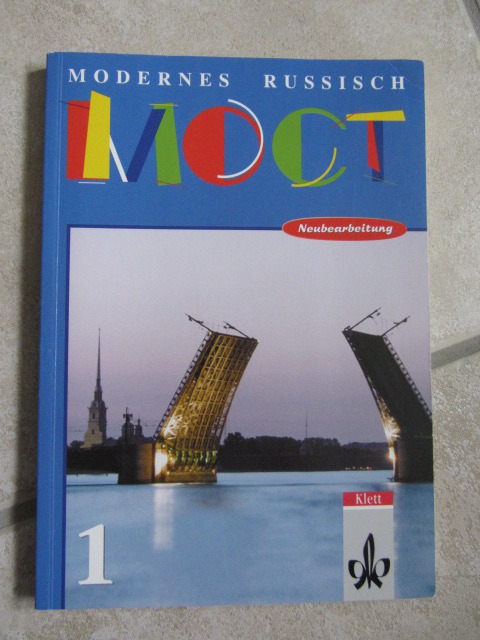 MODERNES RUSSISCH
МОСТ
Neubearbeitung
Klett
1